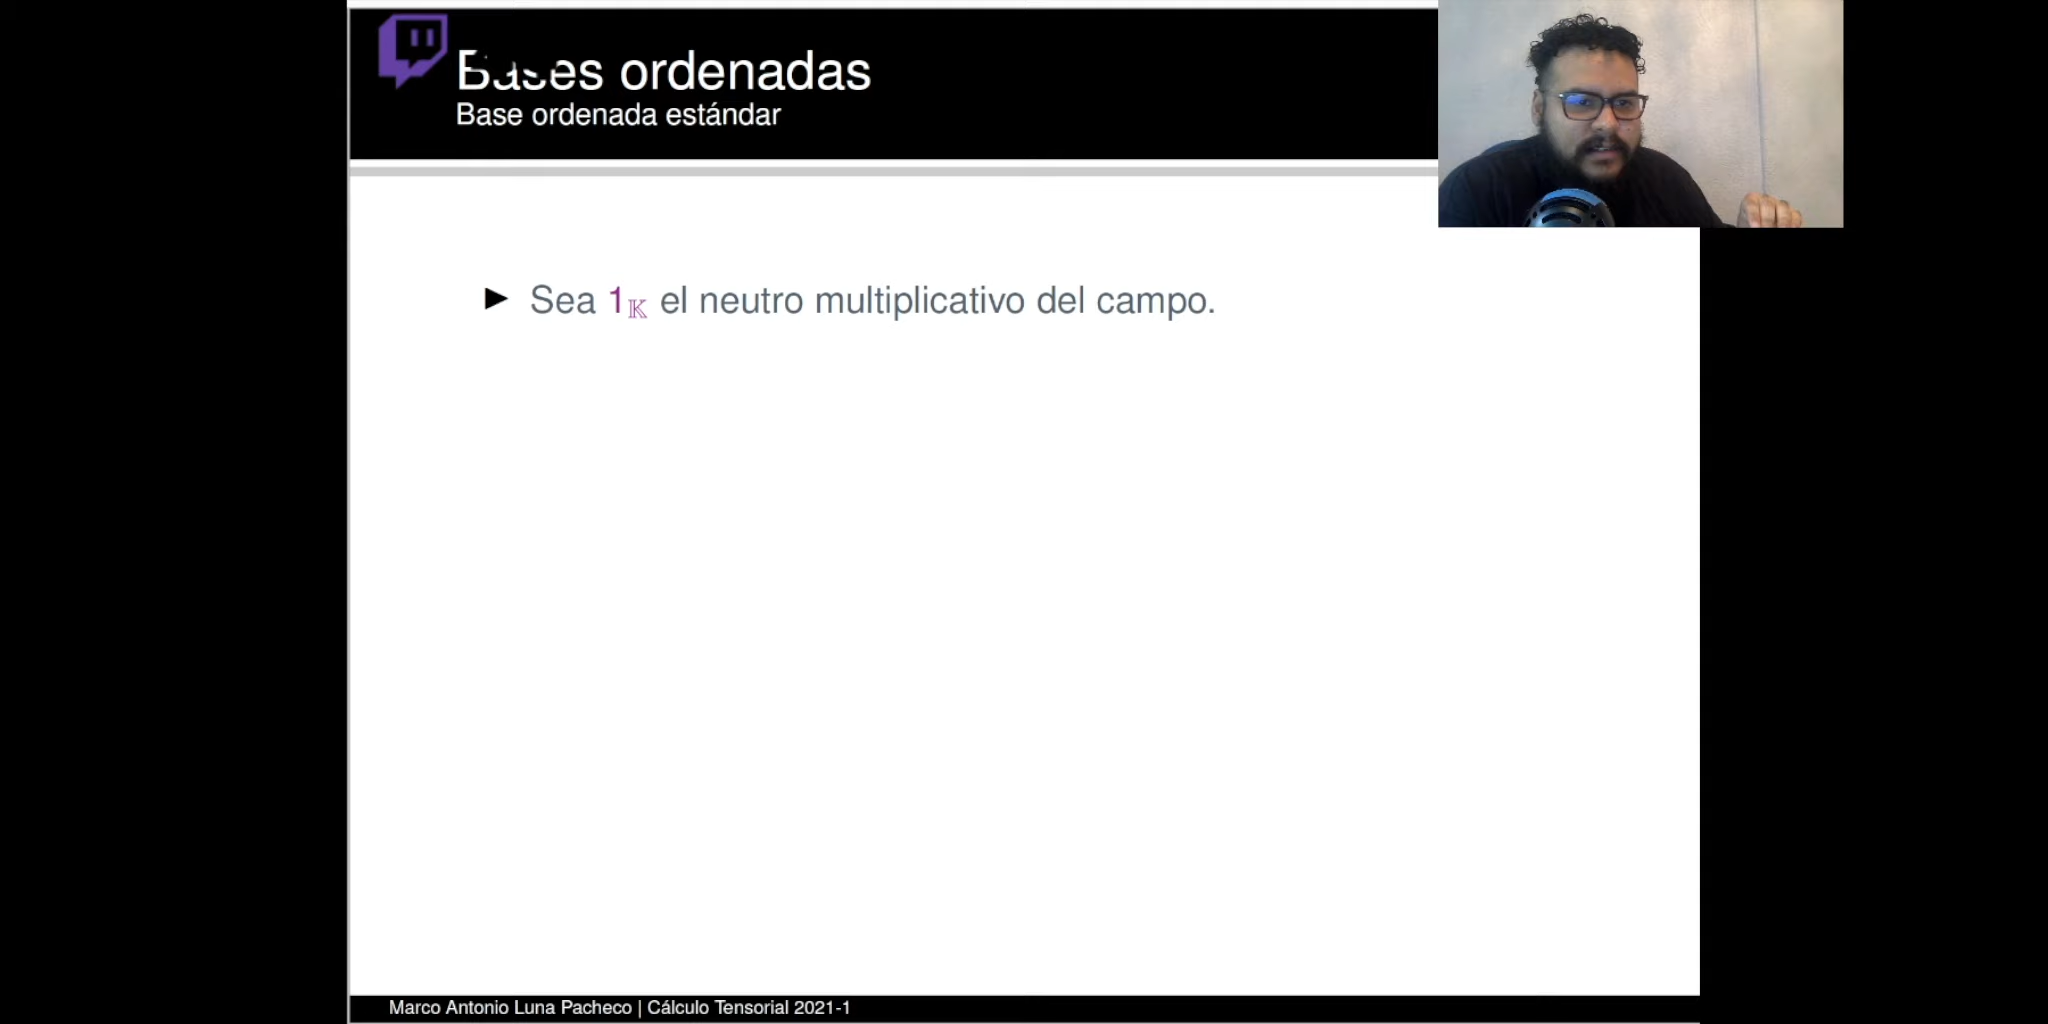 Bases ordenadas
Base ordenada estándar
▶ Sea 1𝕂 el neutro multiplicativo del campo.
Marco Antonio Luna Pacheco | Cálculo Tensorial 2021-1